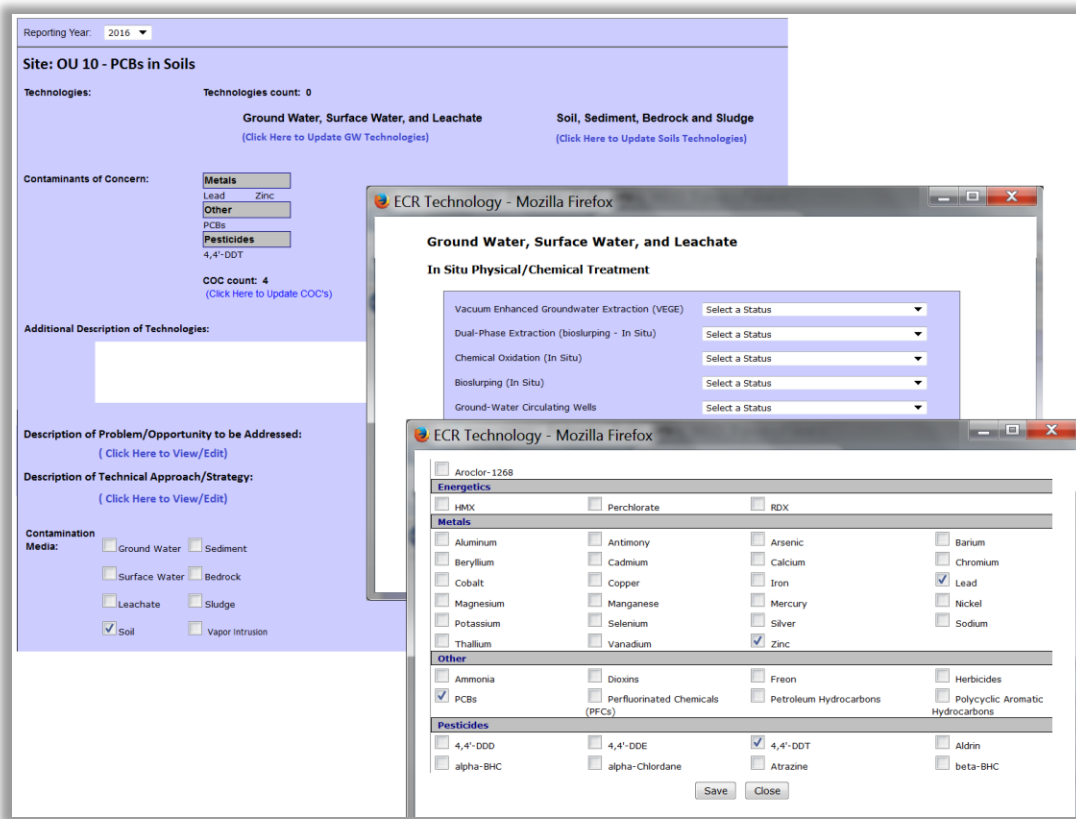 Reporting Year: 2016
Site: OU 10 - PCBs in Soils
Technologies: Technologies count: 0
Ground Water, Surface Water, and Leachate Soil, Sediment, Bedrock and Sludge
(Click Here to Update GW Technologies) (Click Here to Update Soils Technologies)
Contaminants of Concern:
Metals
Lead Zinc
Other
PCBs
Pesticides
4,4'-DDT
COC count: 4
(Click Here to Update COC's)
Additional Description of Technologies:
Description of Problem/Opportunity to be Addressed:
( Click Here to View/Edit)
Description of Technical Approach/Strategy:
( Click Here to View/Edit)
Contamination
Media:
Ground Water Sediment
Surface Water Bedrock
Leachate Sludge
Soil Vapor Intrusion
ECR Technology - Mozilla Firefox
Ground Water, Surface Water, and Leachate
In Situ Physical/Chemical Treatment
Vacuum Enhanced Groundwater Extraction (VEGE) Select a Status
Dual-Phase Extraction (bioslurping - In Situ) Select a Status
Chemical Oxidation (In Situ) Select a Status
Bioslurping (In Situ) Select a Status
Ground-Water Circulating Wells Select a Status
ECR Technology - Mozilla Firefox
Aroclor-1268
Energetics
HMX Perchlorate RDX
Metals
Aluminum Antimony Arsenic Barium
Beryllium Cadmium Calcium Chromium
Cobalt Copper Iron Lead
Magnesium Manganese Mercury Nickel
Potassium Selenium Silver Sodium
Thallium Vanadium Zinc
Other
Ammonia Dioxins Freon Herbicides
PCBs Perfluorinated Chemicals Petroleum Hydrocarbons Polycyclic Aromatic
(PFCs) Hydrocarbons
Pesticides
4,4'-DDD 4,4'-DDE 4,4'-DDT Aldrin
alpha-BHC alpha-Chlordane Atrazine beta-BHC
Save Close